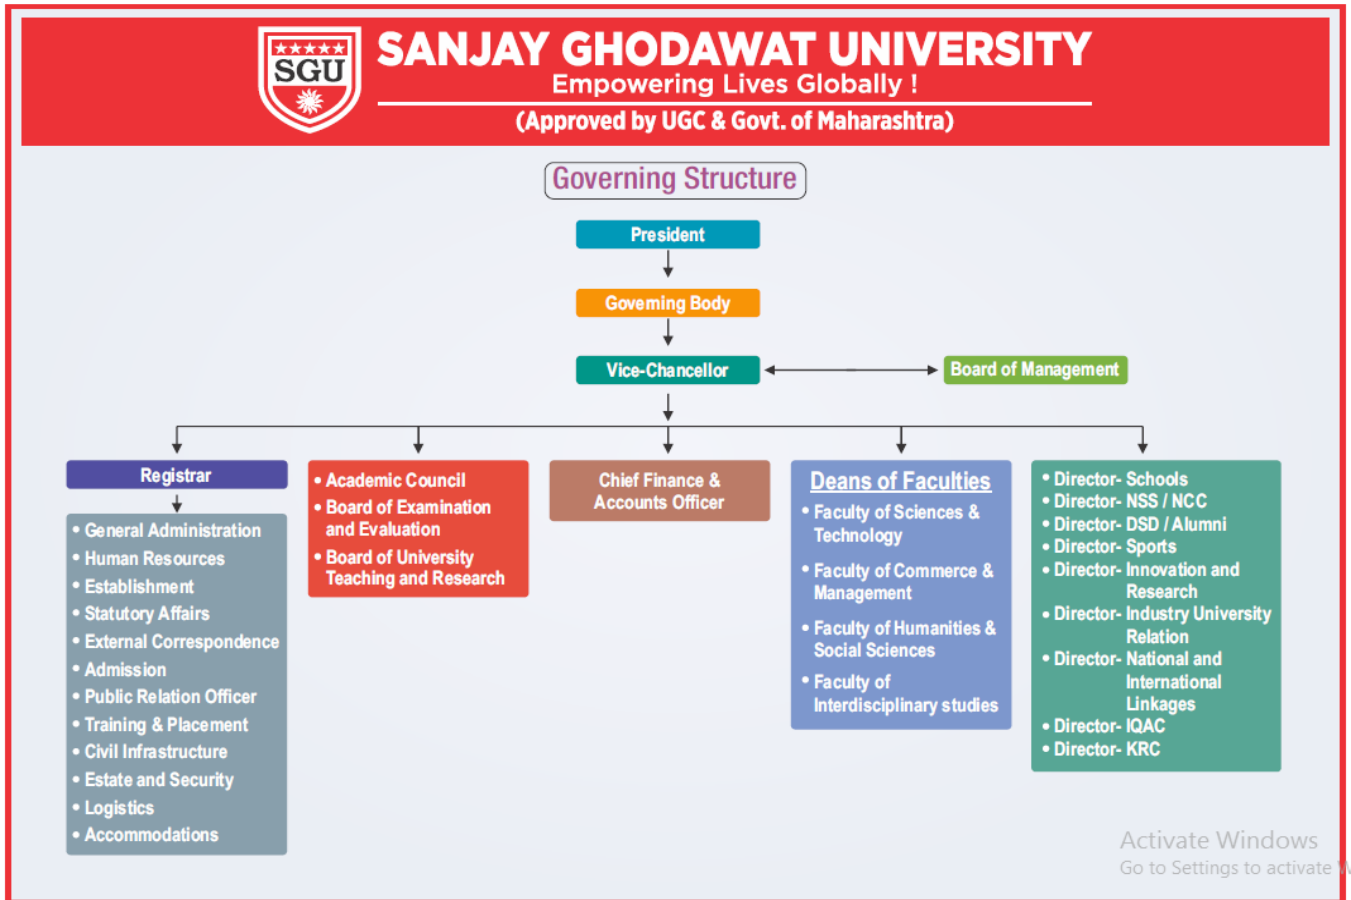 SGU
SANJAY GHODAWAT UNIVERSITY
Empowering Lives Globally !
(Approved by UGC & Govt. of Maharashtra)
Governing Structure
President
Governing Body
Vice-Chancellor
Board of Management
Registrar
• General Administration
• Human Resources
• Establishment
• Statutory Affairs
• External Correspondence
• Admission
• Public Relation Officer
• Training & Placement
• Civil Infrastructure
• Estate and Security
• Logistics
• Accommodations
• Academic Council
• Board of Examination
and Evaluation
• Board of University
Teaching and Research
Chief Finance &
Accounts Officer
Deans of Faculties
• Faculty of Sciences &
Technology
• Faculty of Commerce &
Management
• Faculty of Humanities &
Social Sciences
• Faculty of
Interdisciplinary studies
• Director- Schools
• Director- NSS / NCC
• Director- DSD / Alumni
• Director- Sports
• Director- Innovation and
Research
• Director- Industry University
Relation
• Director- National and
International
Linkages
• Director- IQAC
• Director- KRC
Activate Windows
Go to Settings to activate W